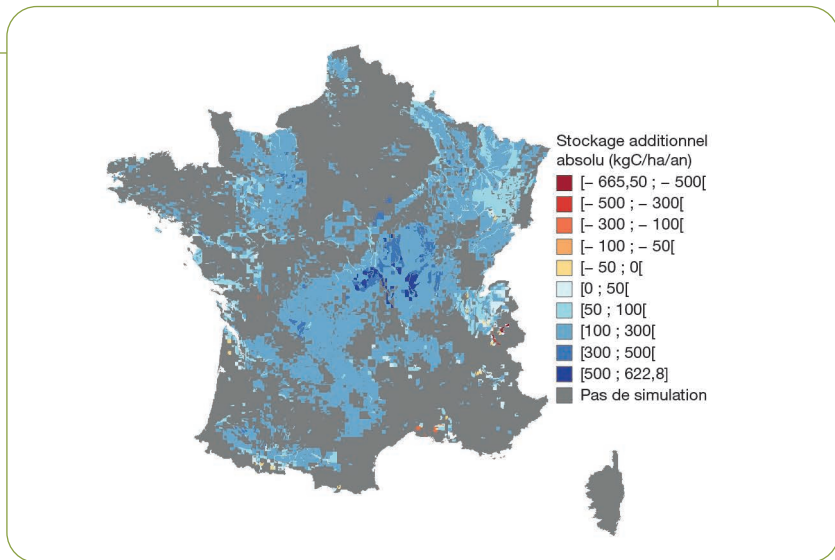 Stockage additionnel
absolu (kgC/ha/an)
[– 665,50 ; – 500[
[– 500 ; – 300[
[– 300 ; – 100[
[– 100 ; – 50[
[– 50 ; 0[
[0 ; 50[
[50 ; 100[
[100 ; 300[
[300 ; 500[
[500 ; 622,8]
Pas de simulation